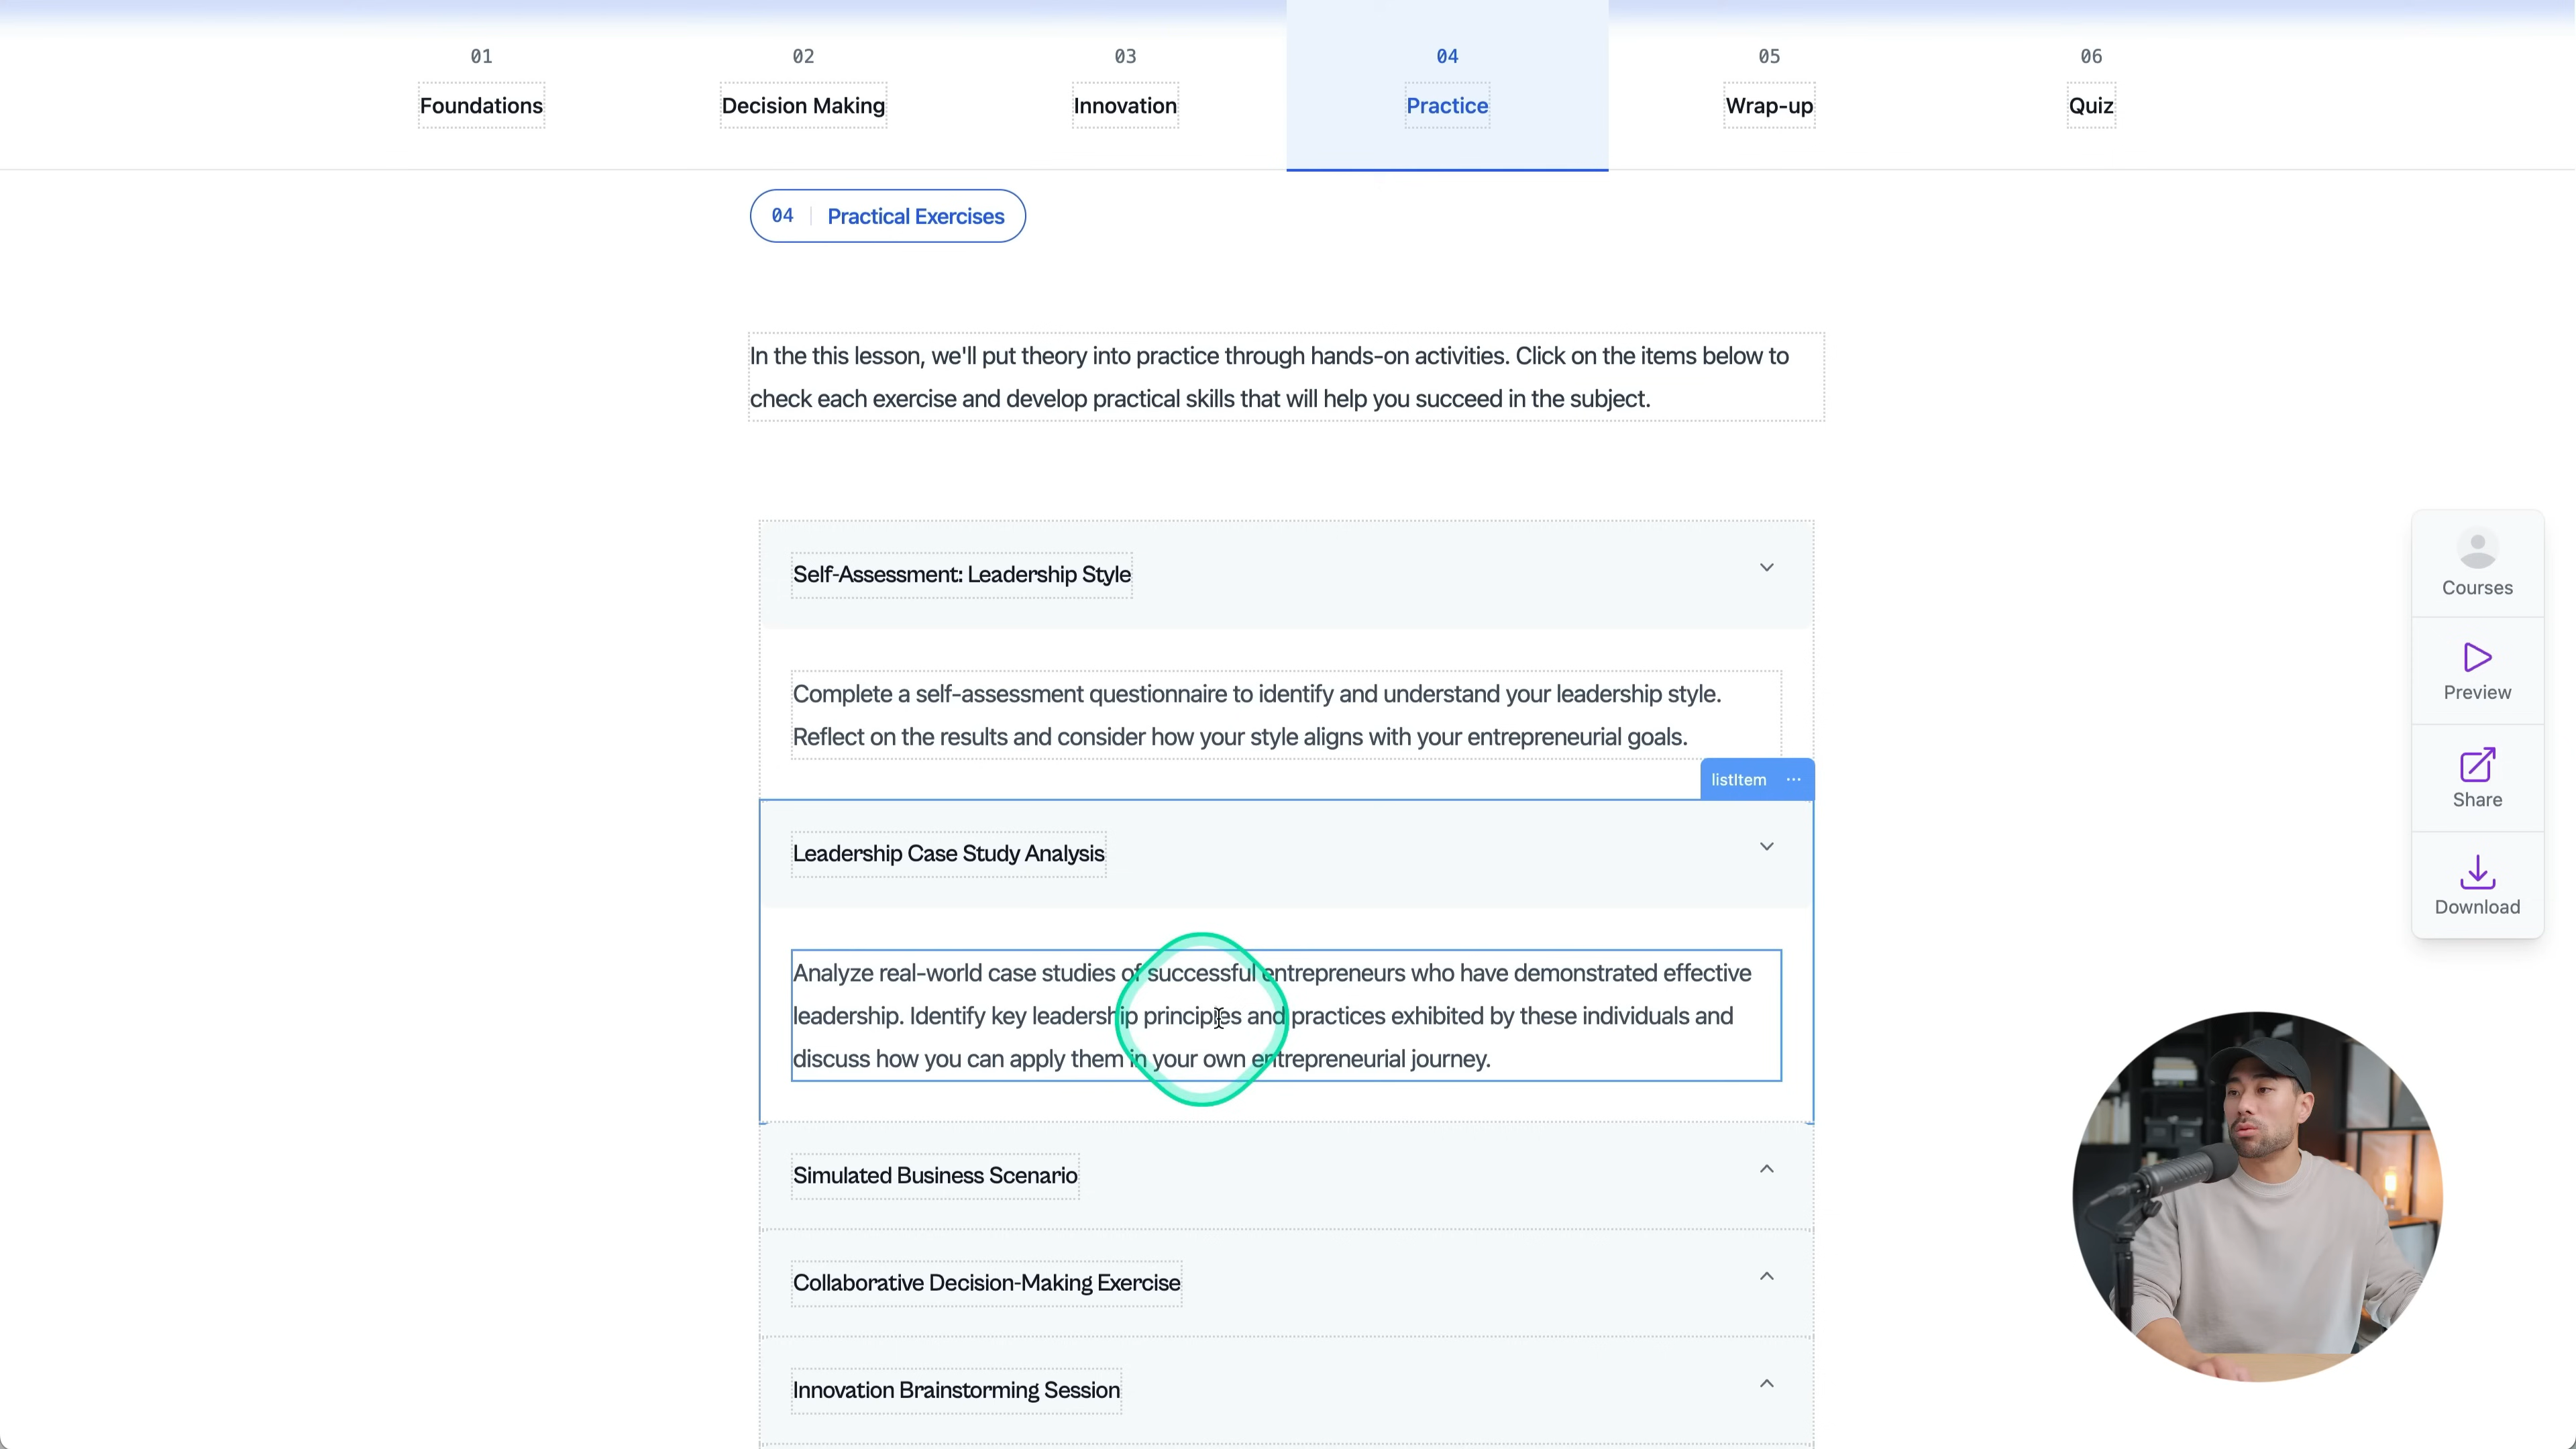 01
02
03
04
05
06
Foundations
Decision Making
Innovation
Practice
Wrap-up
Quiz
04
Practical Exercises
In the this lesson, we'll put theory into practice through hands-on activities. Click on the items below to
check each exercise and develop practical skills that will help you succeed in the subject.
Self-Assessment: Leadership Style
Complete a self-assessment questionnaire to identify and understand your leadership style.
Reflect on the results and consider how your style aligns with your entrepreneurial goals.
listItem
Leadership Case Study Analysis
Analyze real-world case studies of successful entrepreneurs who have demonstrated effective
leadership. Identify key leadership principles and practices exhibited by these individuals and
discuss how you can apply them in your own entrepreneurial journey.
Simulated Business Scenario
Collaborative Decision-Making Exercise
Innovation Brainstorming Session
Courses
Preview
Share
Download